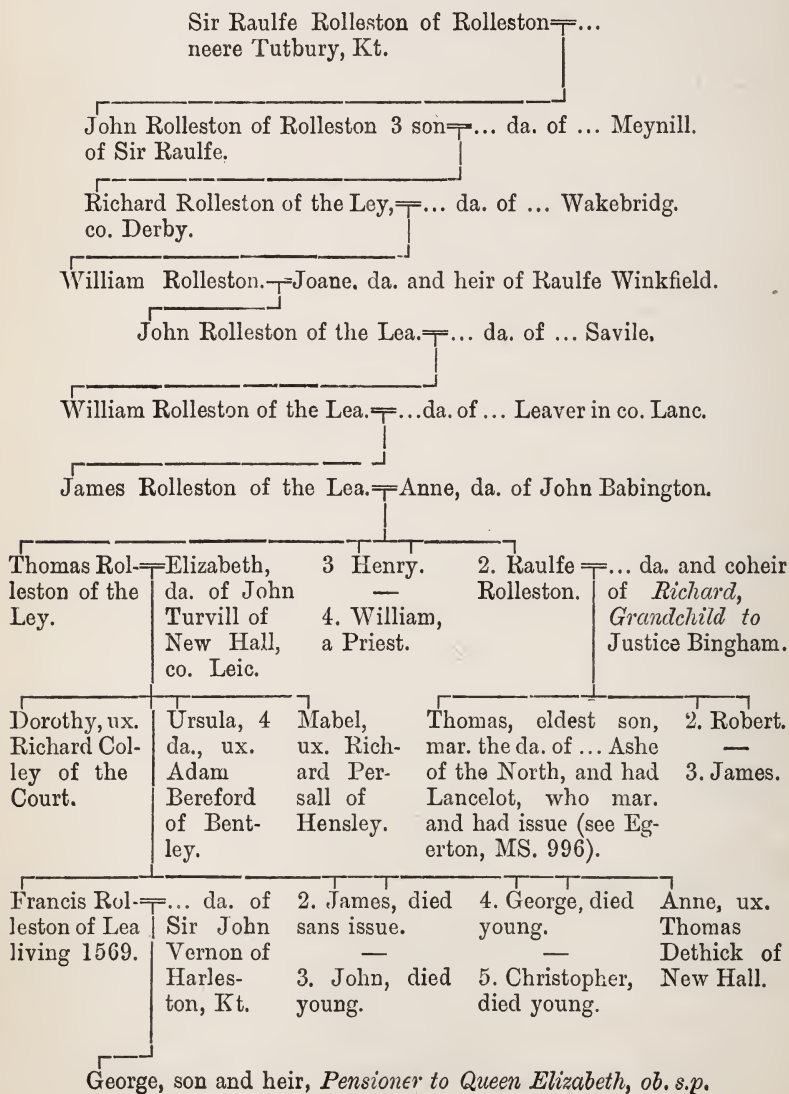 Sir Raulfe Rolleston of Rolleston=...
neere Tutbury, Kt.
John Rolleston of Rolleston 3 son=... da. of ... Meynill.
of Sir Raulfe.
Richard Rolleston of the Ley,=... da. of ... Wakebridg.
co. Derby.
William Rolleston.=Joane, da. and heir of Raulfe Winkfield.
John Rolleston of the Lea.=... da. of ... Savile.
William Rolleston of the Lea.=...da. of ... Leaver in co. Lanc.
James Rolleston of the Lea.=Anne, da. of John Babington.
Thomas Rol-
leston of the
Ley.
=Elizabeth,
da. of John
Turvill of
New Hall,
co. Leic.
3 Henry.
—
4. William,
a Priest.
2. Raulfe
Rolleston.
=... da. and coheir
of Richard,
Grandchild to
Justice Bingham.
Dorothy, ux.
Richard Col-
ley of the
Court.
Ursula, 4
da., ux.
Adam
Bereford
of Bent-
ley.
Mabel,
ux. Rich-
ard Per-
sall of
Hensley.
Thomas, eldest son,
mar. the da. of ... Ashe
of the North, and had
Lancelot, who mar.
and had issue (see Eg-
erton, MS. 996).
2. Robert.
—
3. James.
Francis Rol-
leston of Lea
living 1569.
=... da. of
Sir John
Vernon of
Harles-
ton, Kt.
2. James, died
sans issue.
—
3. John, died
young.
4. George, died
young.
—
5. Christopher,
died young.
Anne, ux.
Thomas
Dethick of
New Hall.
George, son and heir, Pensioner to Queen Elizabeth, ob. s.p.